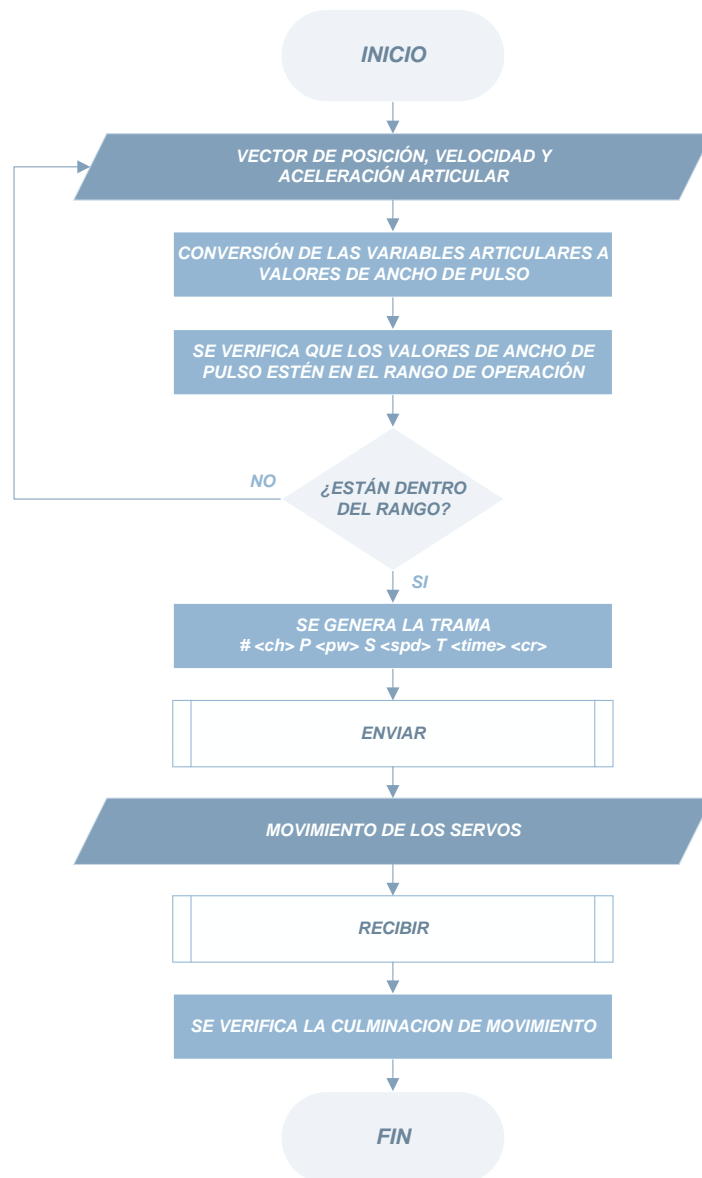 INICIO
VECTOR DE POSICIÓN, VELOCIDAD Y
ACELERACIÓN ARTICULAR
CONVERSIÓN DE LAS VARIABLES ARTICULARES A
VALORES DE ANCHO DE PULSO
SE VERIFICA QUE LOS VALORES DE ANCHO DE
PULSO ESTÉN EN EL RANGO DE OPERACIÓN
NO
¿ESTÁN DENTRO
DEL RANGO?
SI
SE GENERA LA TRAMA
# <ch> P <pw> S <spd> T <time> <cr>
ENVIAR
MOVIMIENTO DE LOS SERVOS
RECIBIR
SE VERIFICA LA CULMINACION DE MOVIMIENTO
FIN